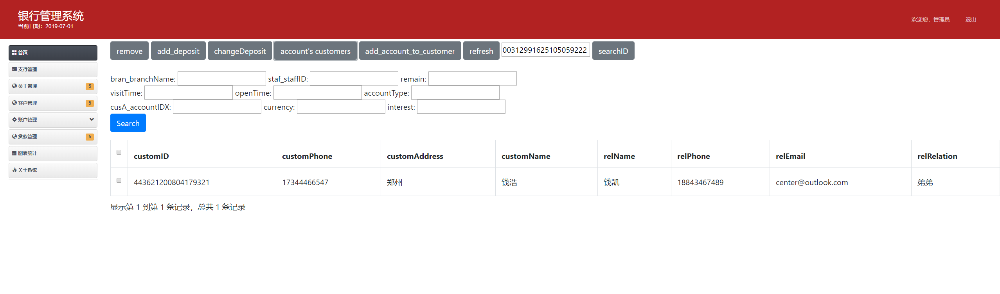 银行管理系统
当前日期：2019-07-01
欢迎您，管理员 退出
首页
支行管理
员工管理 5
客户管理 5
账户管理
贷款管理 5
图表统计
关于系统
remove add_deposit changeDeposit account's customers add_account_to_customer refresh 00312991625105059222 searchID
bran_branchName: staf_staffID: remain:
visitTime: openTime: accountType:
cusA_accountIDX: currency: interest:
Search
customID customPhone customAddress customName relName relPhone relEmail relRelation
443621200804179321 17344466547 郑州 钱浩 钱凯 18843467489 center@outlook.com 弟弟
显示第 1 到第 1 条记录，总共 1 条记录